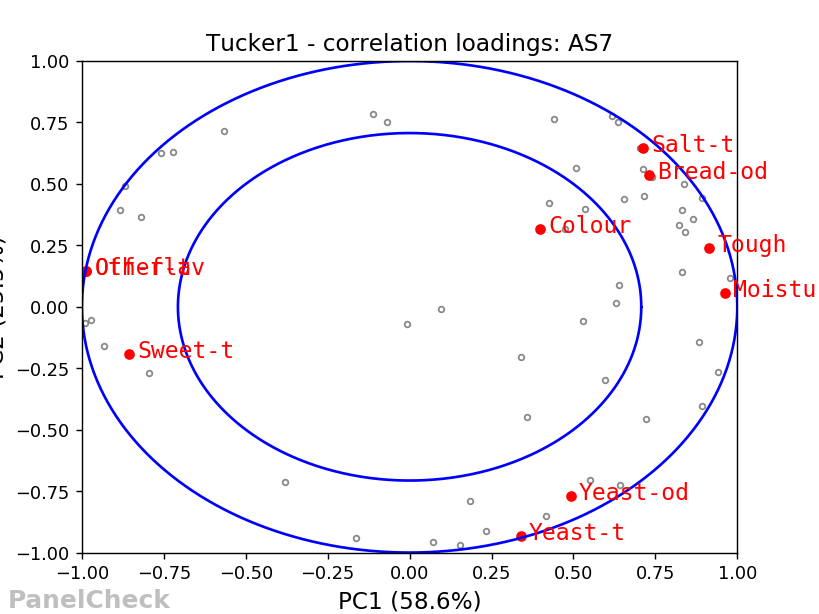 Tucker1 - correlation loadings: AS7
1.00
0.75
0.50
0.25
0.00
−0.25
−0.50
−0.75
−1.00
Salt-t
Bread-od
Colour
Tough
Moistu
Sweet-t
Yeast-od
Yeast-t
−1.00
−0.75
−0.50
−0.25
0.00
0.25
0.50
0.75
1.00
PC1 (58.6%)
PanelCheck